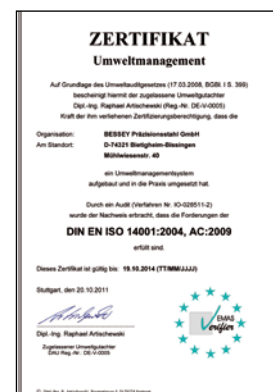 ZERTIFIKAT
Umweltmanagement
Auf Grundlage des Umweltauditgesetzes (17.03.2008, BGBl. I S. 399)
bescheinigt hiermit der zugelassene Umweltgutachter
Dipl.-Ing. Raphael Artischewski (Reg.-Nr. DE-V-0005)
Kraft der ihm verliehenen Zertifizierungsberechtigung, dass die
Organisation: BESSEY Präzisionsstahl GmbH
Am Standort: D-74321 Bietigheim-Bissingen
Mühlwiesenstr. 40
ein Umweltmanagementsystem
aufgebaut und in die Praxis umgesetzt hat.
Durch ein Audit (Verfahren Nr. IO-028511-2)
wurde der Nachweis erbracht, dass die Forderungen der
DIN EN ISO 14001:2004, AC:2009
erfüllt sind.
Dieses Zertifikat ist gültig bis: 19.10.2014 (TT/MM/JJJJ)
Stuttgart, den 20.10.2011
EMAS
Verifier
Dipl.-Ing. Raphael Artischewski
Zugelassener Umweltgutachter
DAU Reg.-Nr.: DE-V-0005